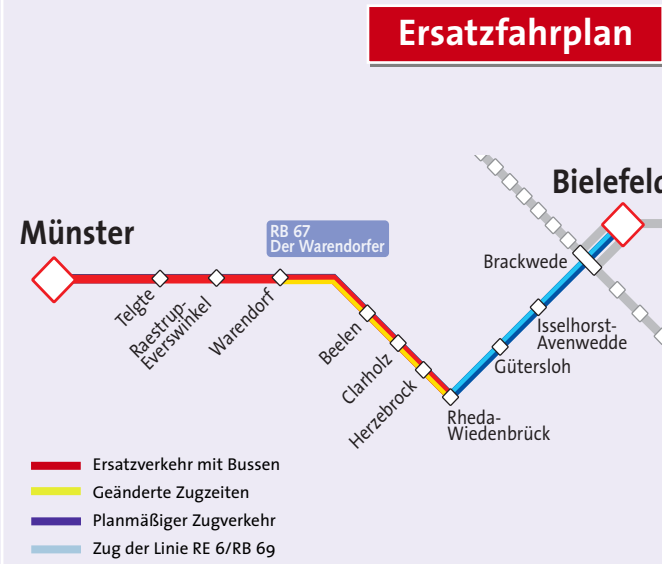 Ersatzfahrplan
Bielefeld
Münster
RB 67
Der Warendorfer
Brackwede
Telgte
Raestrup-
Everswinkel
Warendorf
Beelen
Clarholz
Herzebrock
Isselhorst-
Avenwedde
Gütersloh
Rheda-
Wiedenbrück
Ersatzverkehr mit Bussen
Geänderte Zugzeiten
Planmäßiger Zugverkehr
Zug der Linie RE 6/RB 69